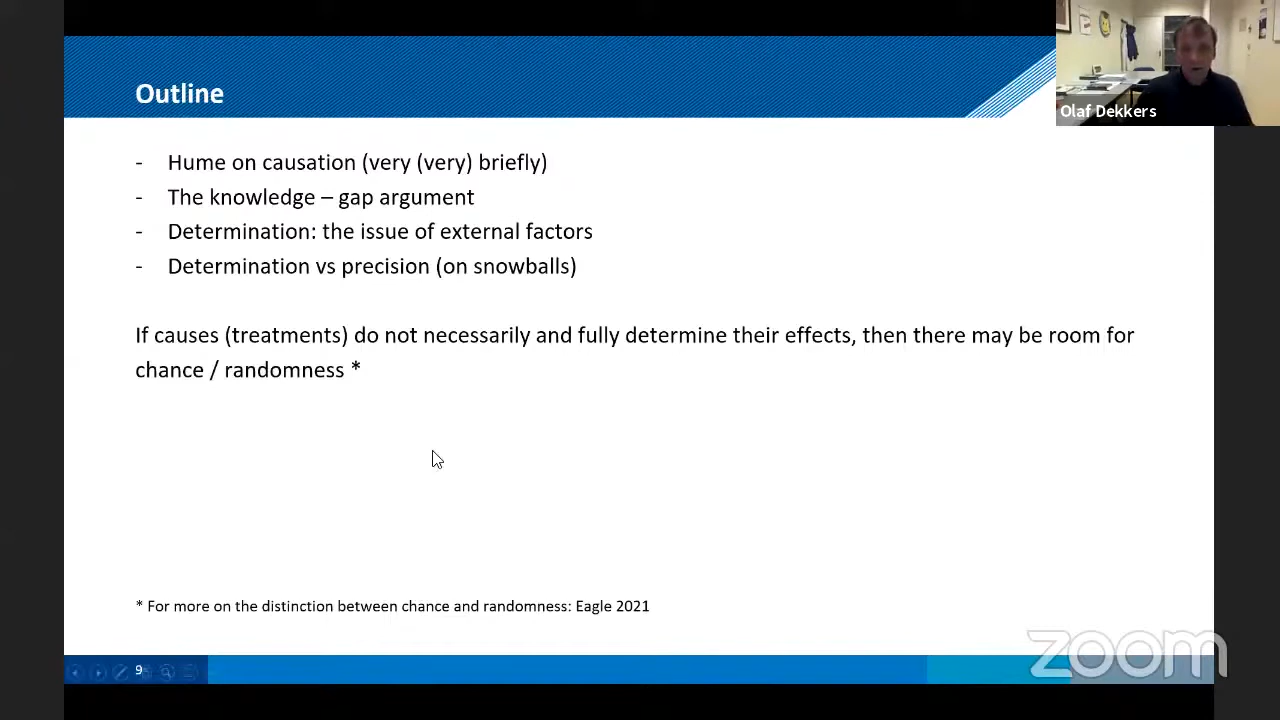 Outline
Olaf Dekkers
- Hume on causation (very (very) briefly)
- The knowledge – gap argument
- Determination: the issue of external factors
- Determination vs precision (on snowballs)
If causes (treatments) do not necessarily and fully determine their effects, then there may be room for
chance / randomness *
* For more on the distinction between chance and randomness: Eagle 2021
zoom
9